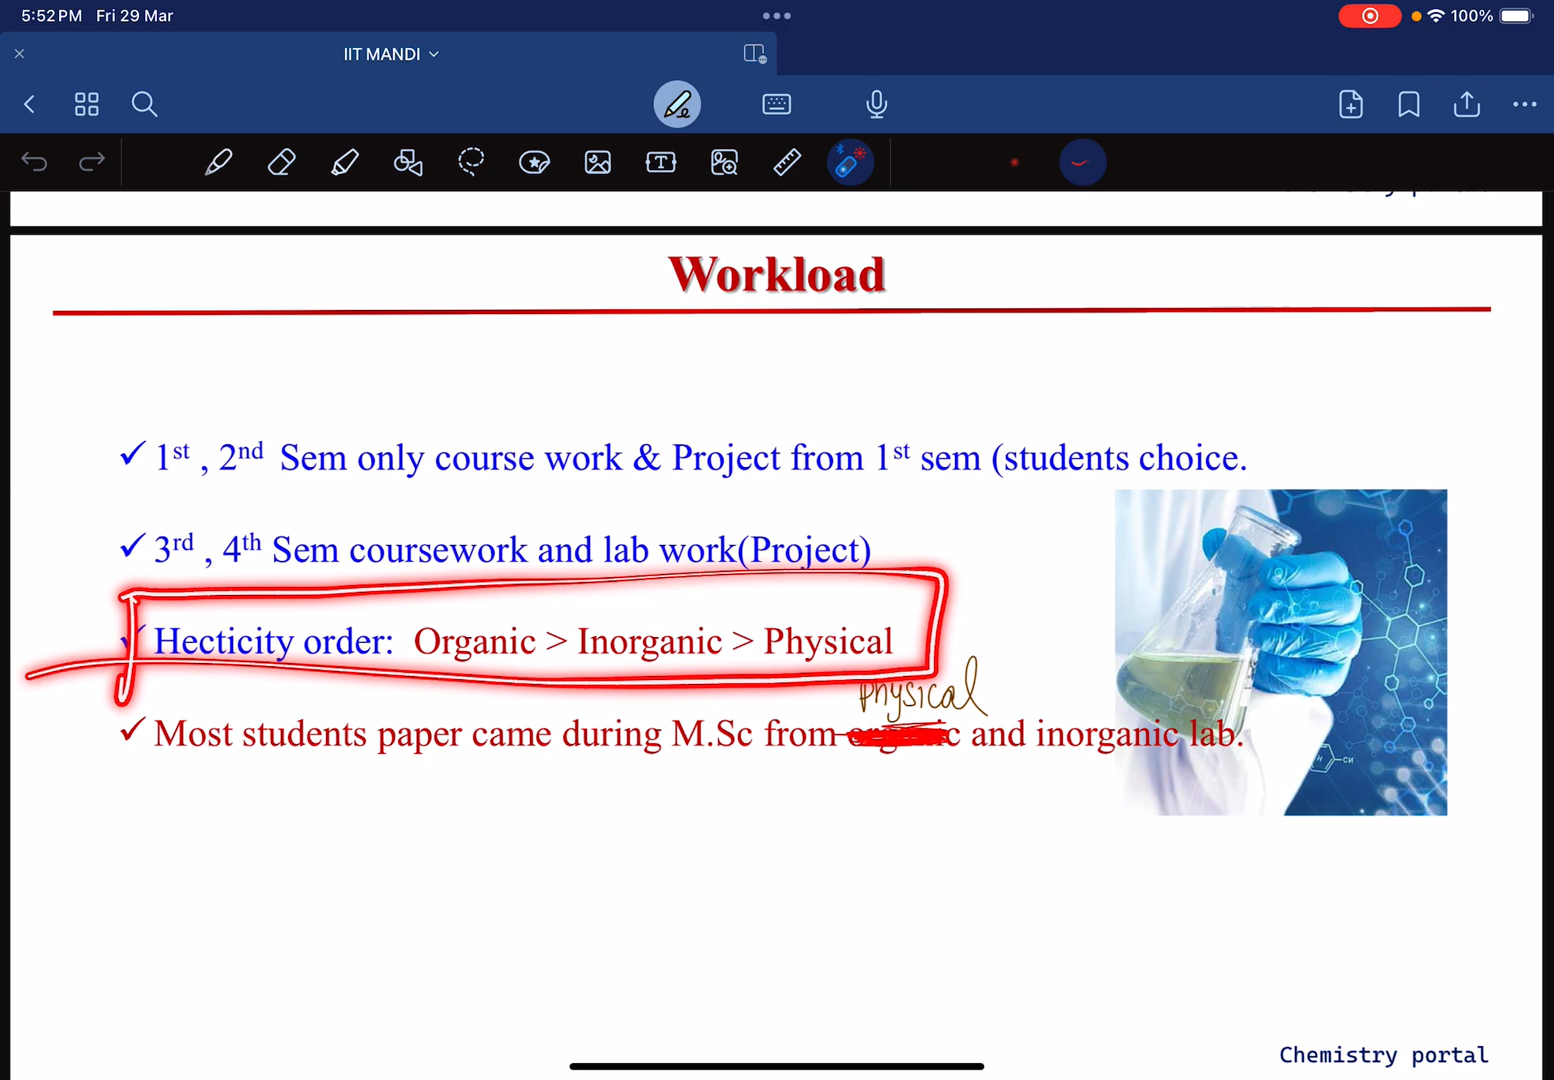 5:52 PM Fri 29 Mar
100%
IIT MANDI
Workload
✓ 1st , 2nd Sem only course work & Project from 1st sem (students choice.
✓ 3rd , 4th Sem coursework and lab work(Project)
✓ Hecticity order: Organic > Inorganic > Physical
physical
✓ Most students paper came during M.Sc from organic and inorganic lab.
Chemistry portal